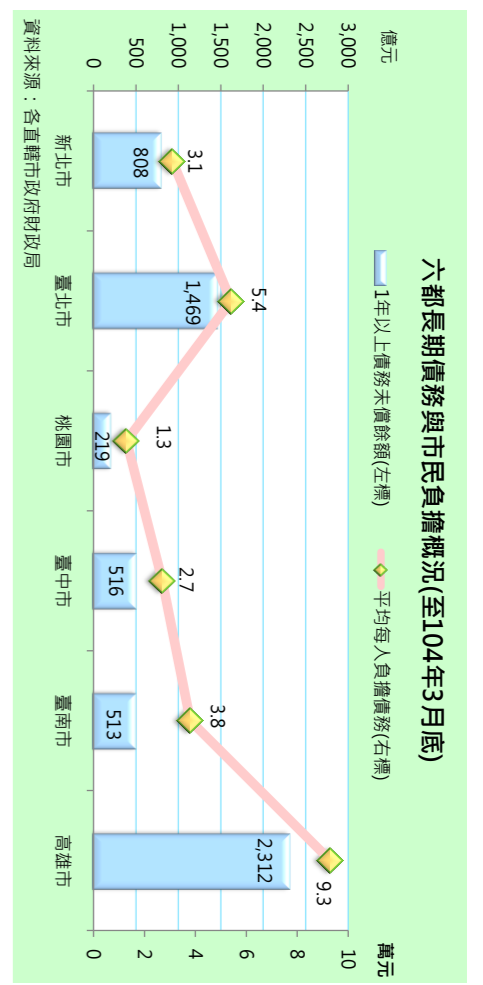 六都長期債務與市民負擔概況(至104年3月底)
1年以上債務未償餘額(左標)
平均每人負擔債務(右標)
億元
萬元
3,000
2,500
2,000
1,500
1,000
500
0
10
8
6
4
2
0
3.1
5.4
1.3
2.7
3.8
9.3
808
1,469
219
516
513
2,312
新北市
臺北市
桃園市
臺中市
臺南市
高雄市
資料來源：各直轄市政府財政局